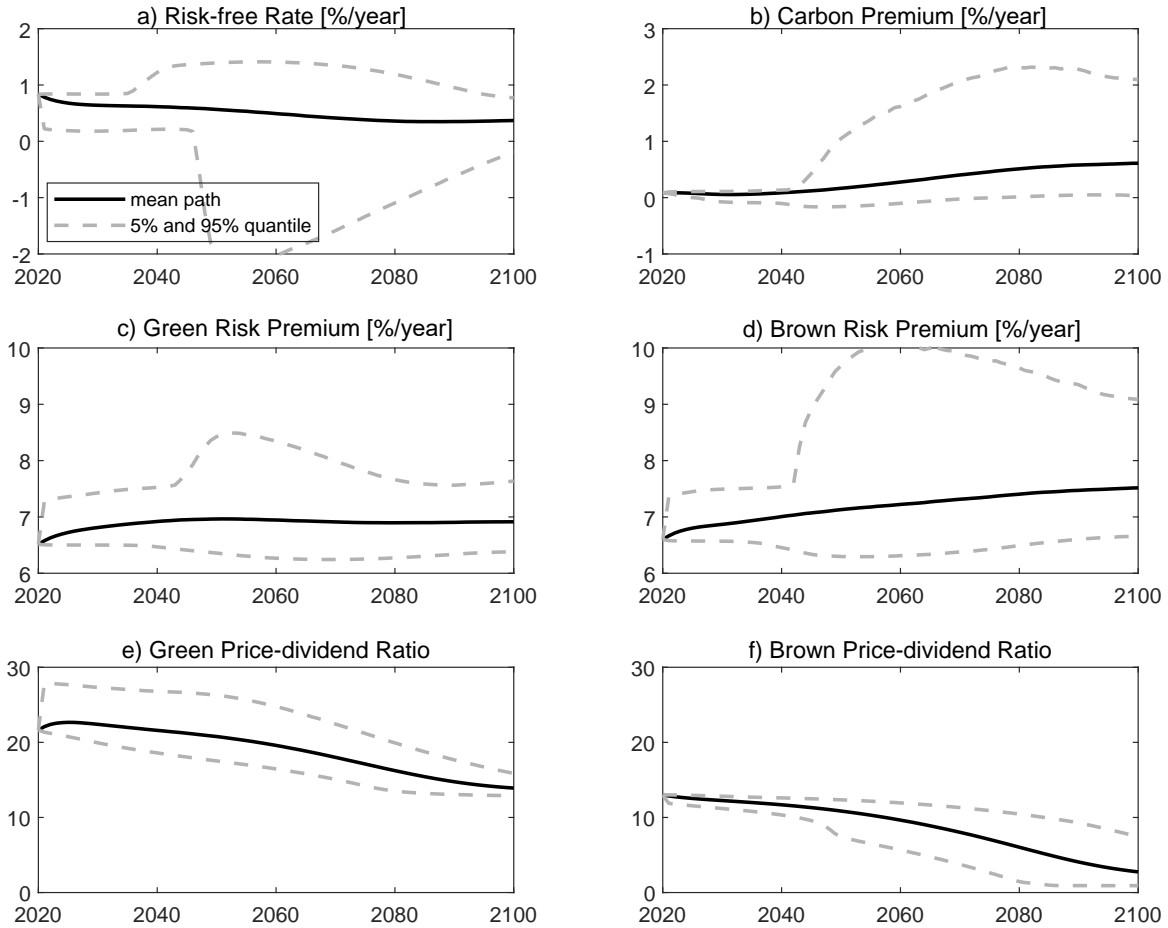 a) Risk-free Rate [%/year]
2
1
0
-1
-2
mean path
5% and 95% quantile
2020 2040 2060 2080 2100
b) Carbon Premium [%/year]
3
2
1
0
-1
2020 2040 2060 2080 2100
c) Green Risk Premium [%/year]
10
9
8
7
6
2020 2040 2060 2080 2100
d) Brown Risk Premium [%/year]
10
9
8
7
6
2020 2040 2060 2080 2100
e) Green Price-dividend Ratio
30
20
10
0
2020 2040 2060 2080 2100
f) Brown Price-dividend Ratio
30
20
10
0
2020 2040 2060 2080 2100